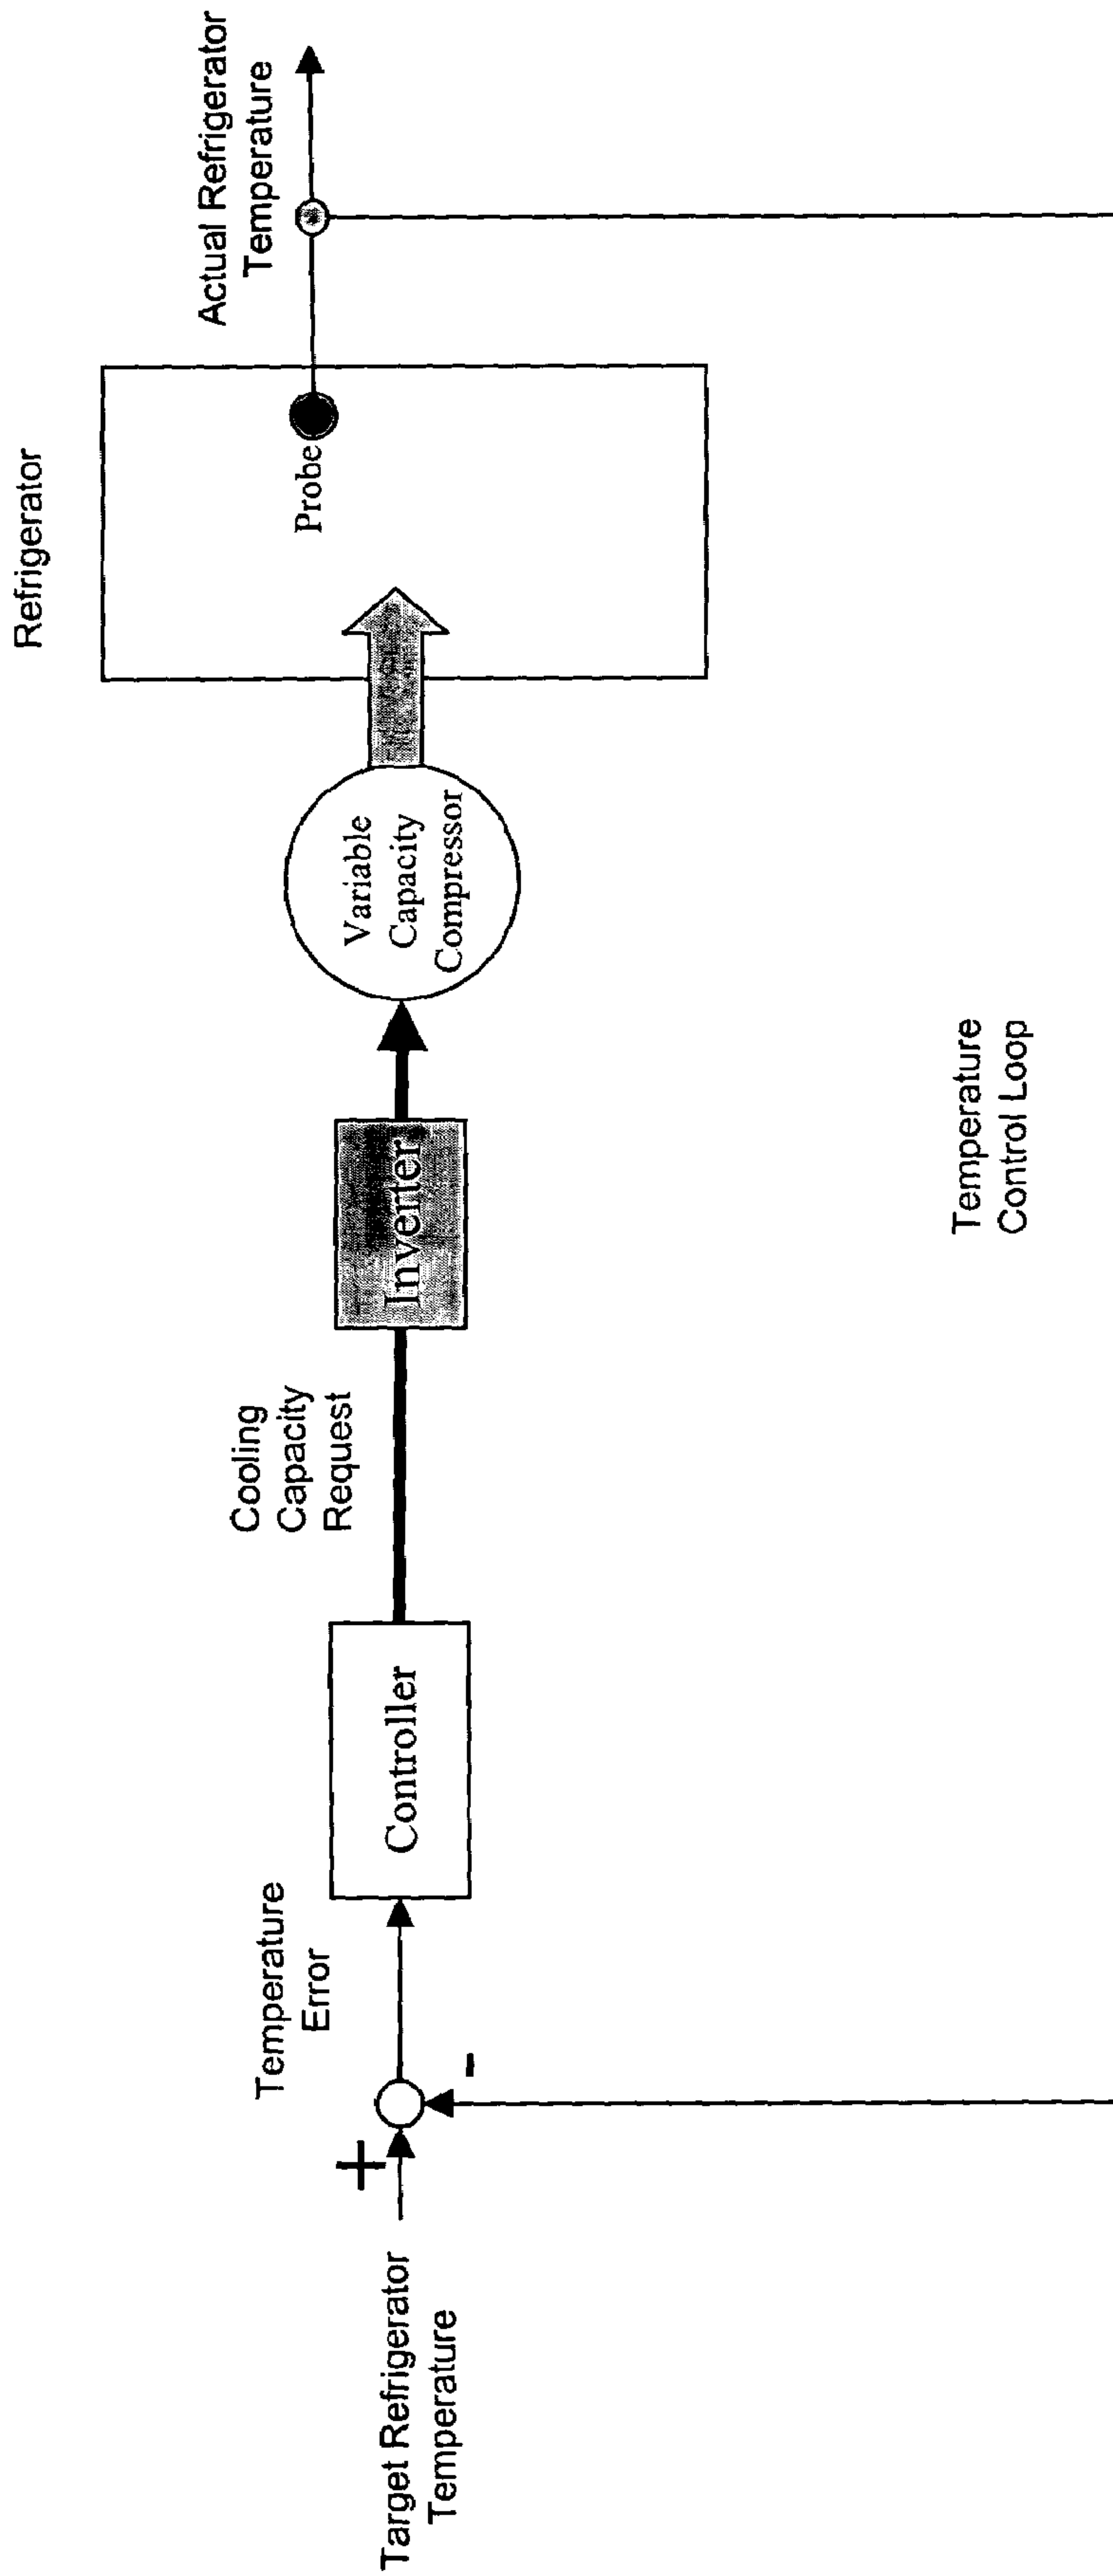 Target Refrigerator
Temperature
+
-
Temperature
Error
Controller
Cooling
Capacity
Request
Inverter
Variable
Capacity
Compressor
Refrigerator
Probe
Actual Refrigerator
Temperature
Temperature
Control Loop